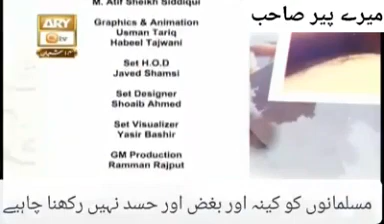 M. Atif Sheikh Siddiqui
میرے پیر صاحب
ARY
Graphics & Animation
Usman Tariq
Habeel Tajwani
Set H.O.D
Javed Shamsi
Set Designer
Shoaib Ahmed
Set Visualizer
Yasir Bashir
GM Production
Ramman Rajput
مسلمانوں کو کینہ اور بغض اور حسد نہیں رکھنا چاہیے